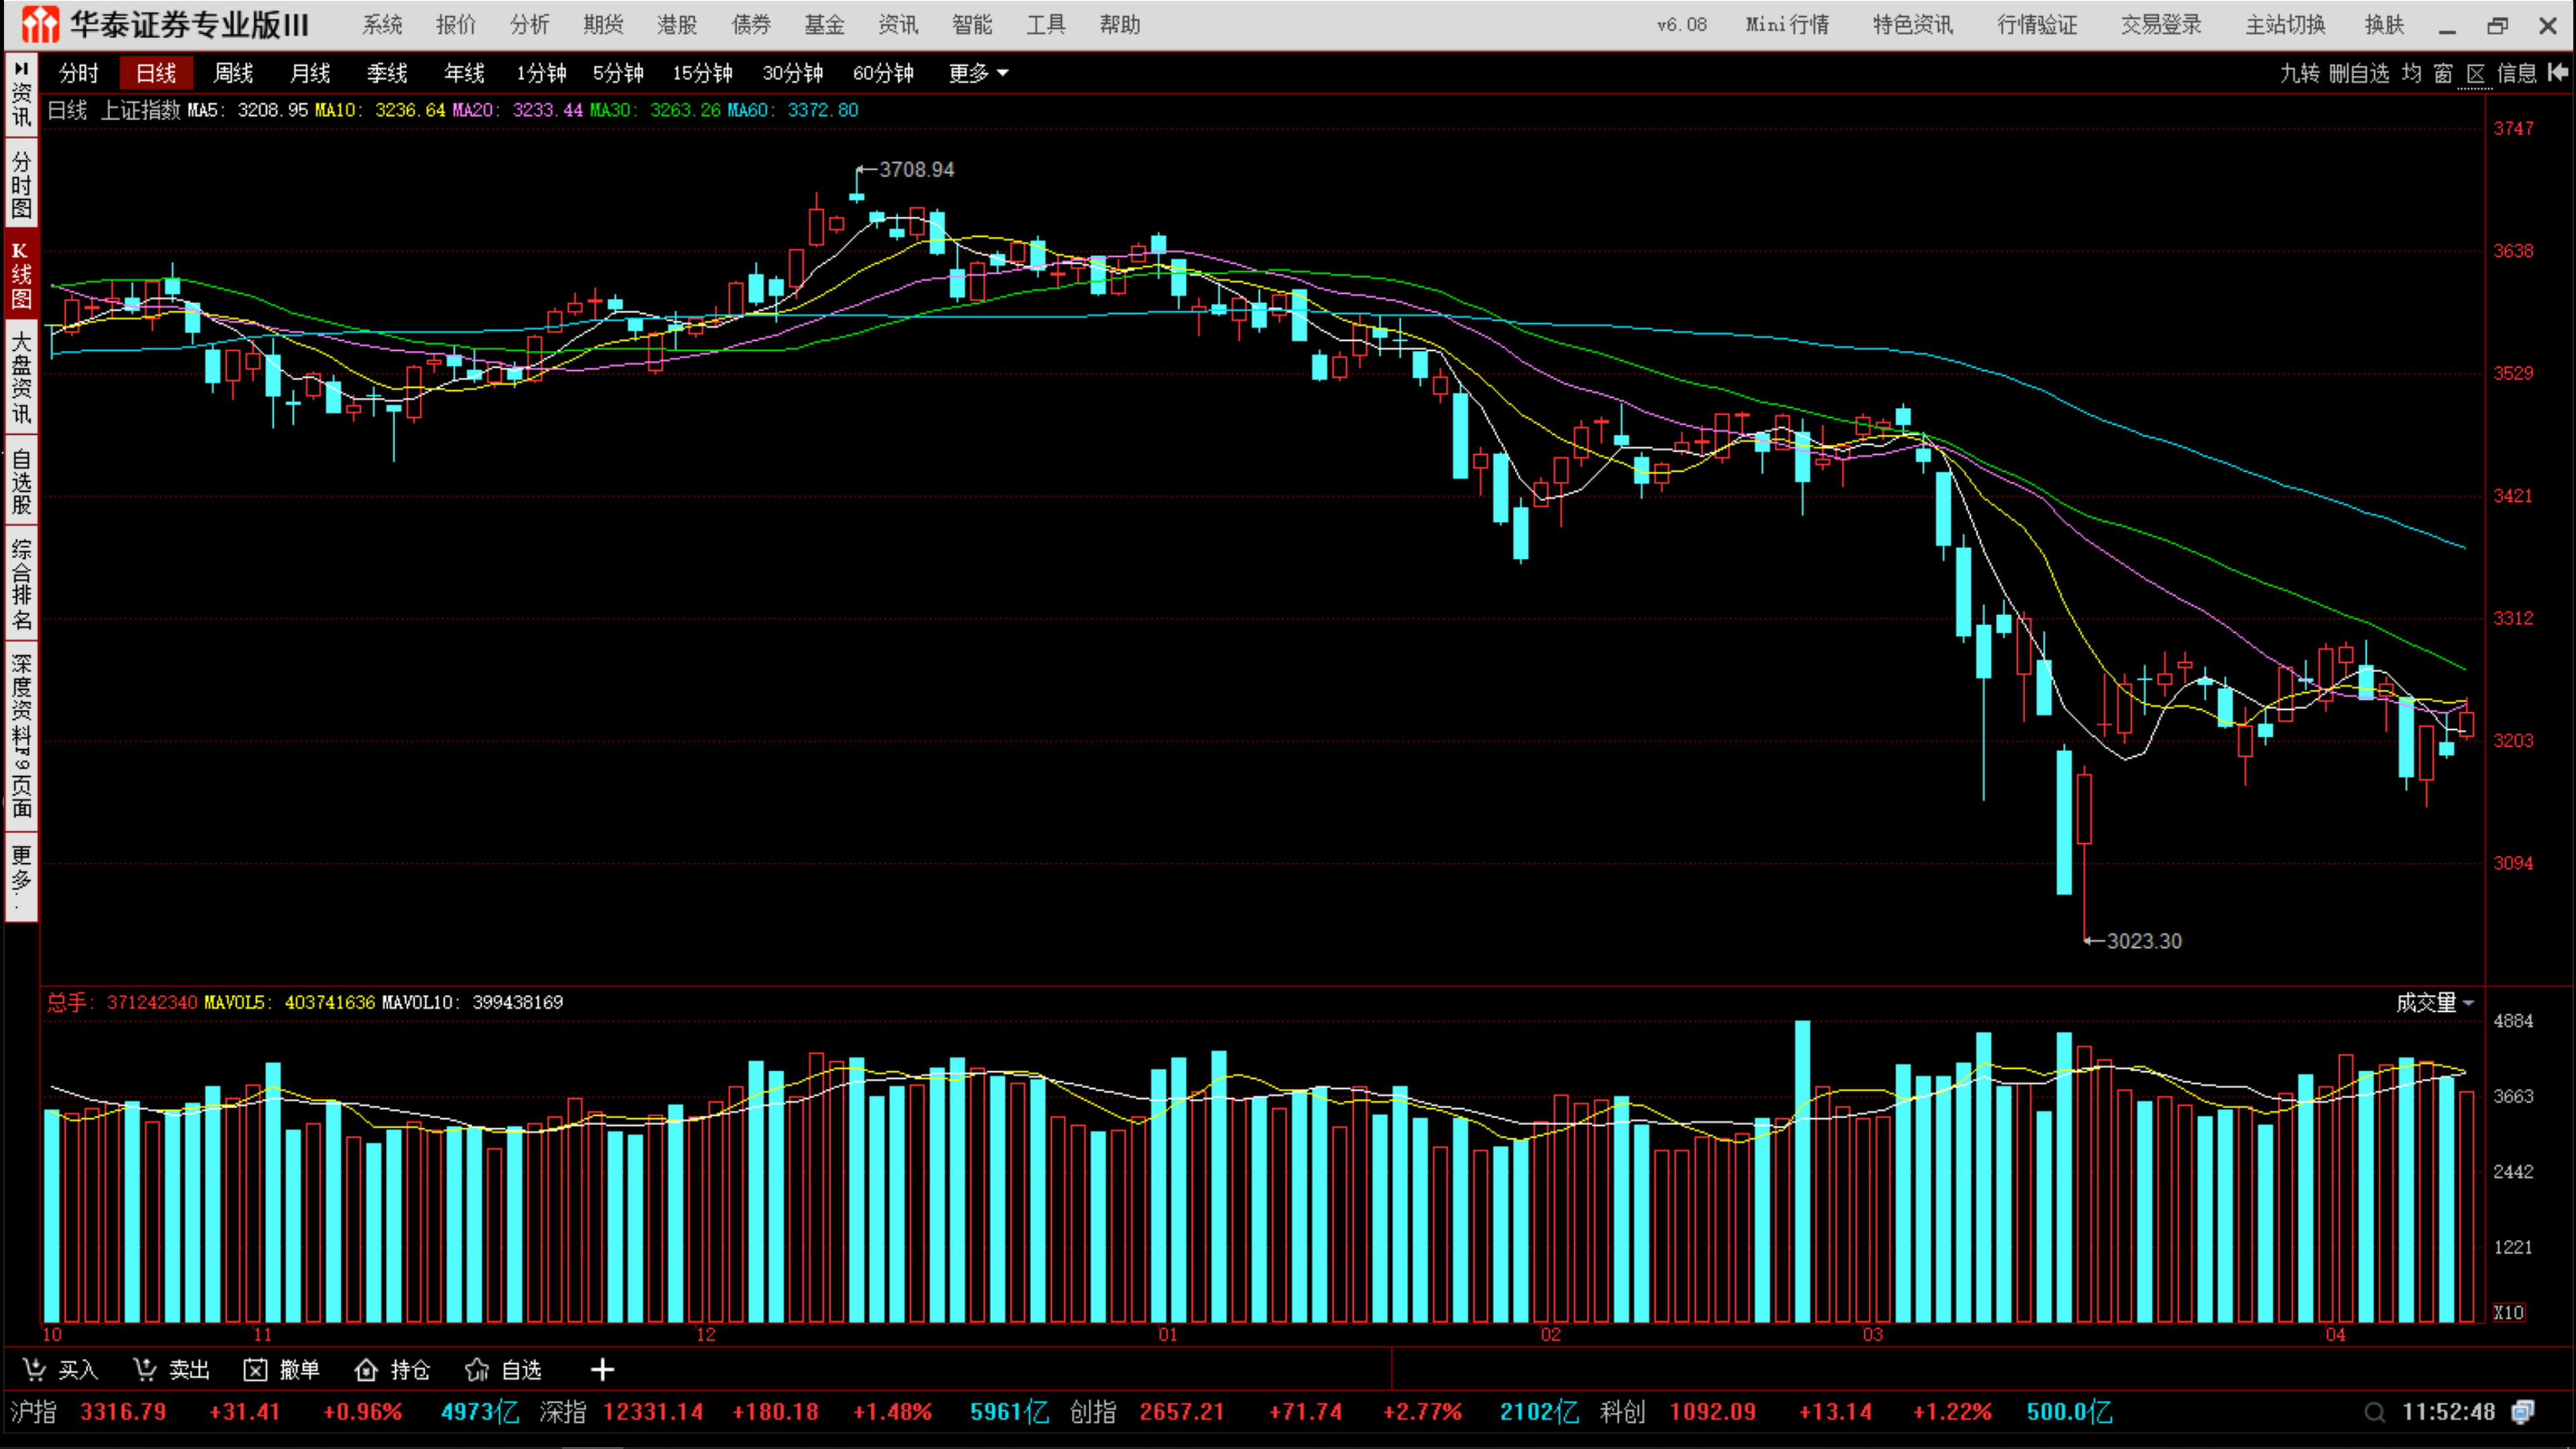 华泰证券专业版III 系统 报价 分析 期货 港股 债券 基金 资讯 智能 工具 帮助 v6.08 Mini行情 特色资讯 行情验证 交易登录 主站切换 换肤
分时 日线 周线 月线 季线 年线 1分钟 5分钟 15分钟 30分钟 60分钟 更多 九转 删自选 均 窗 区 信息
资讯
分时图
K线图
大盘资讯
自选股
综合排名
深度资料F9页面
更多..
日线 上证指数 MA5: 3208.95 MA10: 3236.64 MA20: 3233.44 MA30: 3263.26 MA60: 3372.80
3747
3708.94
3638
3529
3421
3312
3203
3094
3023.30
总手: 371242340 MAVOL5: 403741636 MAVOL10: 399438169 成交量
4884
3663
2442
1221
X10
10 11 12 01 02 03 04
买入 卖出 撤单 持仓 自选
沪指 3316.79 +31.41 +0.96% 4973亿 深指 12331.14 +180.18 +1.48% 5961亿 创指 2657.21 +71.74 +2.77% 2102亿 科创 1092.09 +13.14 +1.22% 500.0亿 11:52:48